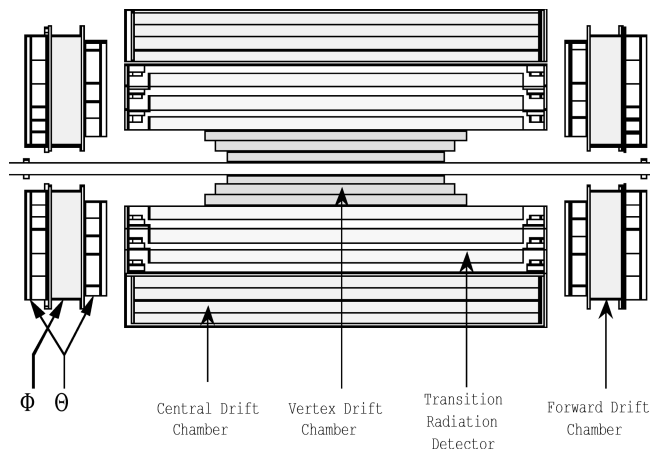 Φ Θ
Central Drift
Chamber
Vertex Drift
Chamber
Transition
Radiation
Detector
Forward Drift
Chamber